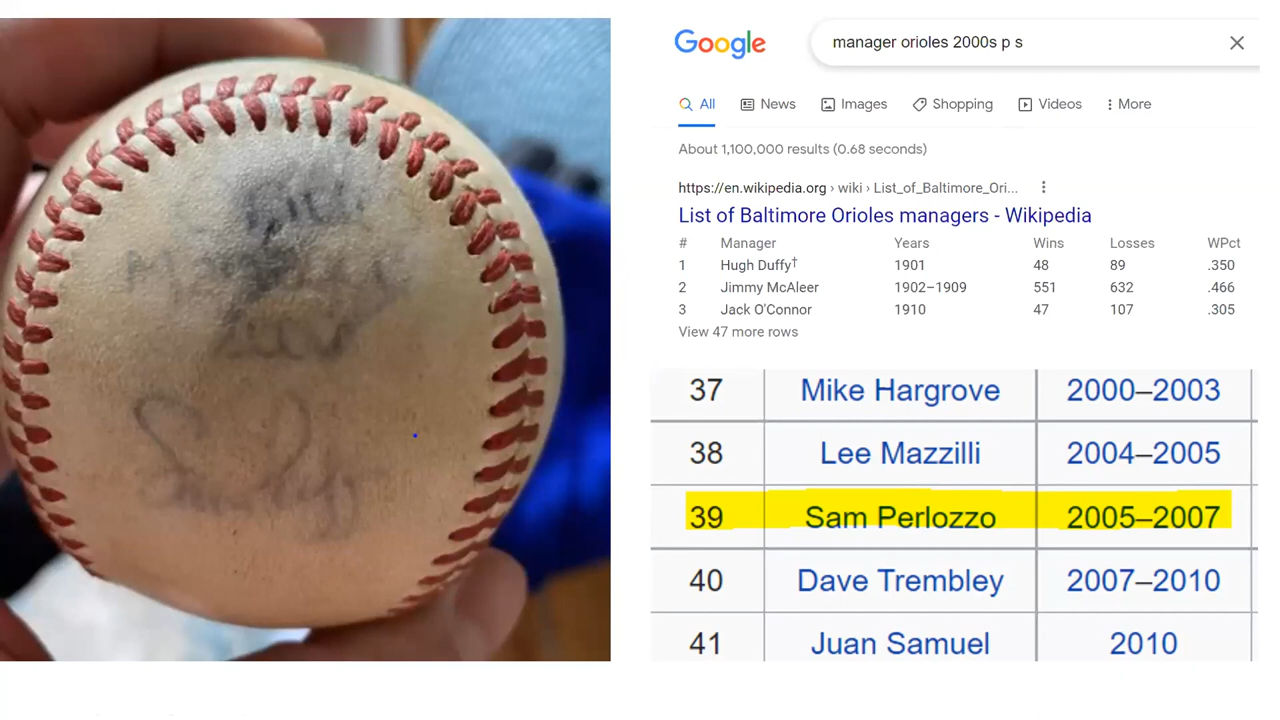 Google
manager orioles 2000s p s
All News Images Shopping Videos More
About 1,100,000 results (0.68 seconds)
https://en.wikipedia.org › wiki › List_of_Baltimore_Ori...
List of Baltimore Orioles managers - Wikipedia
# Manager Years Wins Losses WPct
1 Hugh Duffy† 1901 48 89 .350
2 Jimmy McAleer 1902–1909 551 632 .466
3 Jack O'Connor 1910 47 107 .305
View 47 more rows
37 Mike Hargrove 2000–2003
38 Lee Mazzilli 2004–2005
39 Sam Perlozzo 2005–2007
40 Dave Trembley 2007–2010
41 Juan Samuel 2010